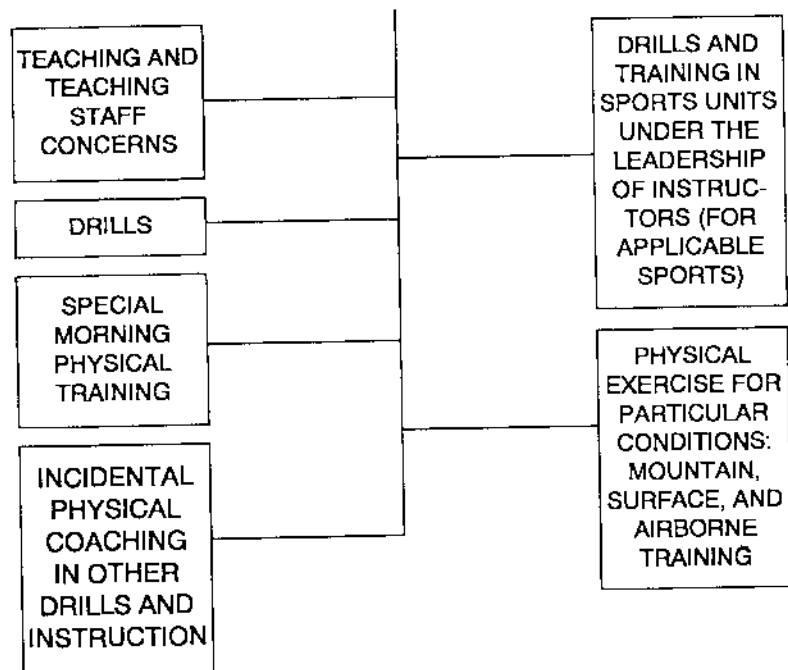 TEACHING AND
TEACHING
STAFF
CONCERNS
DRILLS
SPECIAL
MORNING
PHYSICAL
TRAINING
INCIDENTAL
PHYSICAL
COACHING
IN OTHER
DRILLS AND
INSTRUCTION
DRILLS AND
TRAINING IN
SPORTS UNITS
UNDER THE
LEADERSHIP
OF INSTRUC-
TORS (FOR
APPLICABLE
SPORTS)
PHYSICAL
EXERCISE FOR
PARTICULAR
CONDITIONS:
MOUNTAIN,
SURFACE, AND
AIRBORNE
TRAINING